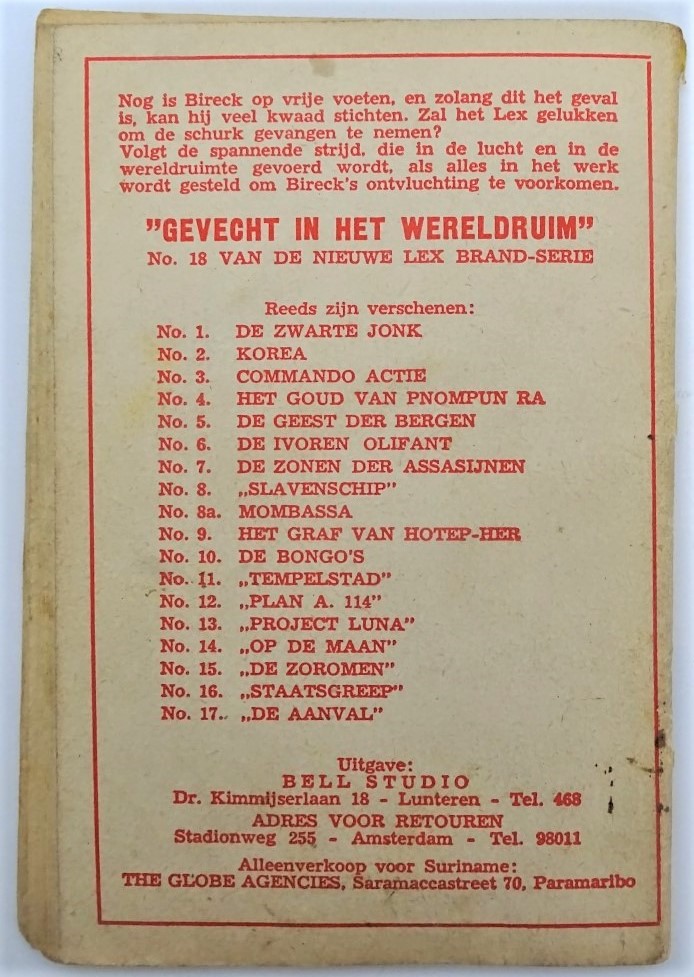 Nog is Bireck op vrije voeten, en zolang dit het geval
is, kan hij veel kwaad stichten. Zal het Lex gelukken
om de schurk gevangen te nemen?
Volgt de spannende strijd, die in de lucht en in de
wereldruimte gevoerd wordt, als alles in het werk
wordt gesteld om Bireck's ontvluchting te voorkomen.
"GEVECHT IN HET WERELDRUIM"
No. 18 VAN DE NIEUWE LEX BRAND-SERIE
Reeds zijn verschenen:
No. 1. DE ZWARTE JONK
No. 2. KOREA
No. 3. COMMANDO ACTIE
No. 4. HET GOUD VAN PNOMPUN RA
No. 5. DE GEEST DER BERGEN
No. 6. DE IVOREN OLIFANT
No. 7. DE ZONEN DER ASSASIJNEN
No. 8. „SLAVENSCHIP”
No. 8a. MOMBASSA
No. 9. HET GRAF VAN HOTEP-HER
No. 10. DE BONGO'S
No. 11. „TEMPELSTAD”
No. 12. „PLAN A. 114”
No. 13. „PROJECT LUNA”
No. 14. „OP DE MAAN”
No. 15. „DE ZOROMEN”
No. 16. „STAATSGREEP”
No. 17. „DE AANVAL”
Uitgave:
BELL STUDIO
Dr. Kimmijserlaan 18 - Lunteren - Tel. 468
ADRES VOOR RETOUREN
Stadionweg 255 - Amsterdam - Tel. 98011
Alleenverkoop voor Suriname:
THE GLOBE AGENCIES, Saramaccastreet 70, Paramaribo